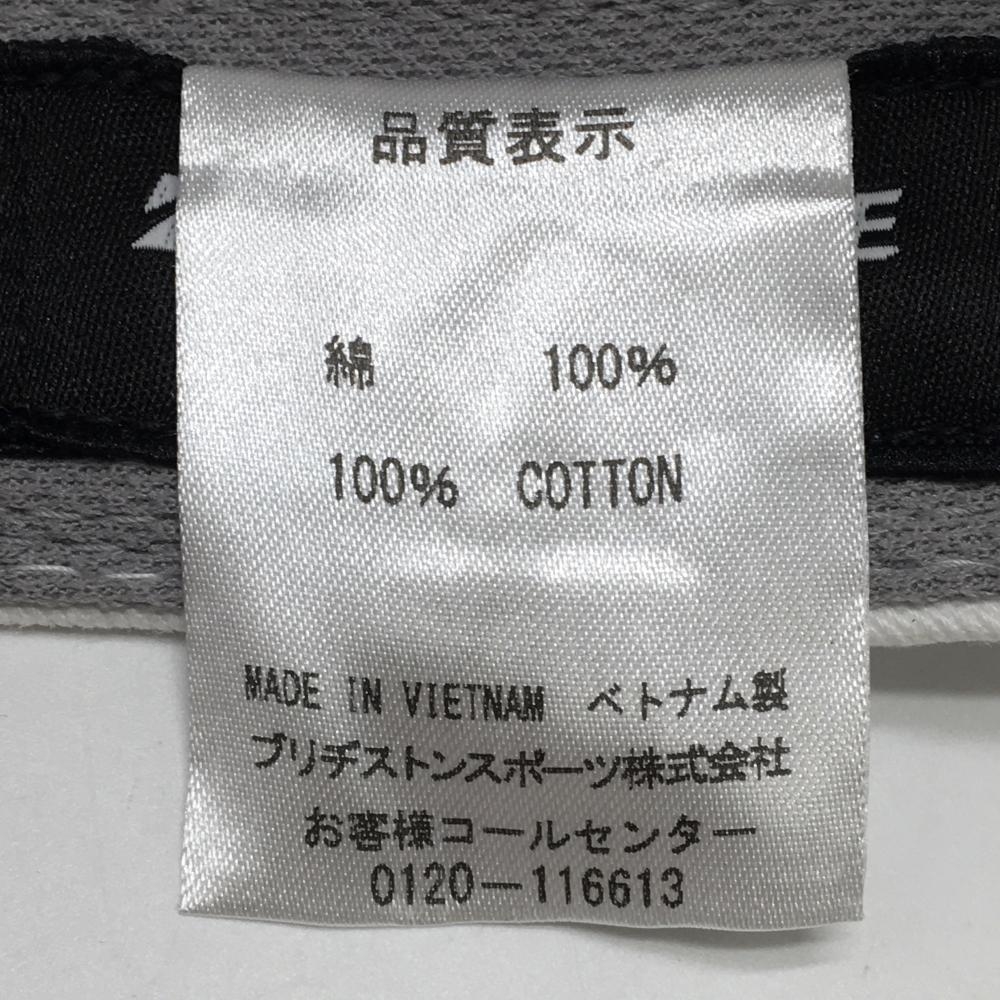 品質表示
綿 100%
100% COTTON
MADE IN VIETNAM ベトナム製
ブリヂストンスポーツ株式会社
お客様コールセンター
0120-116613